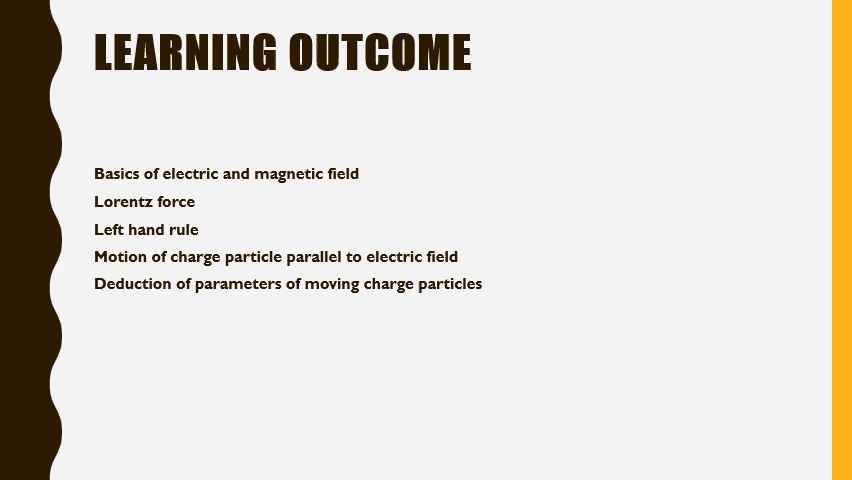 LEARNING OUTCOME
Basics of electric and magnetic field
Lorentz force
Left hand rule
Motion of charge particle parallel to electric field
Deduction of parameters of moving charge particles